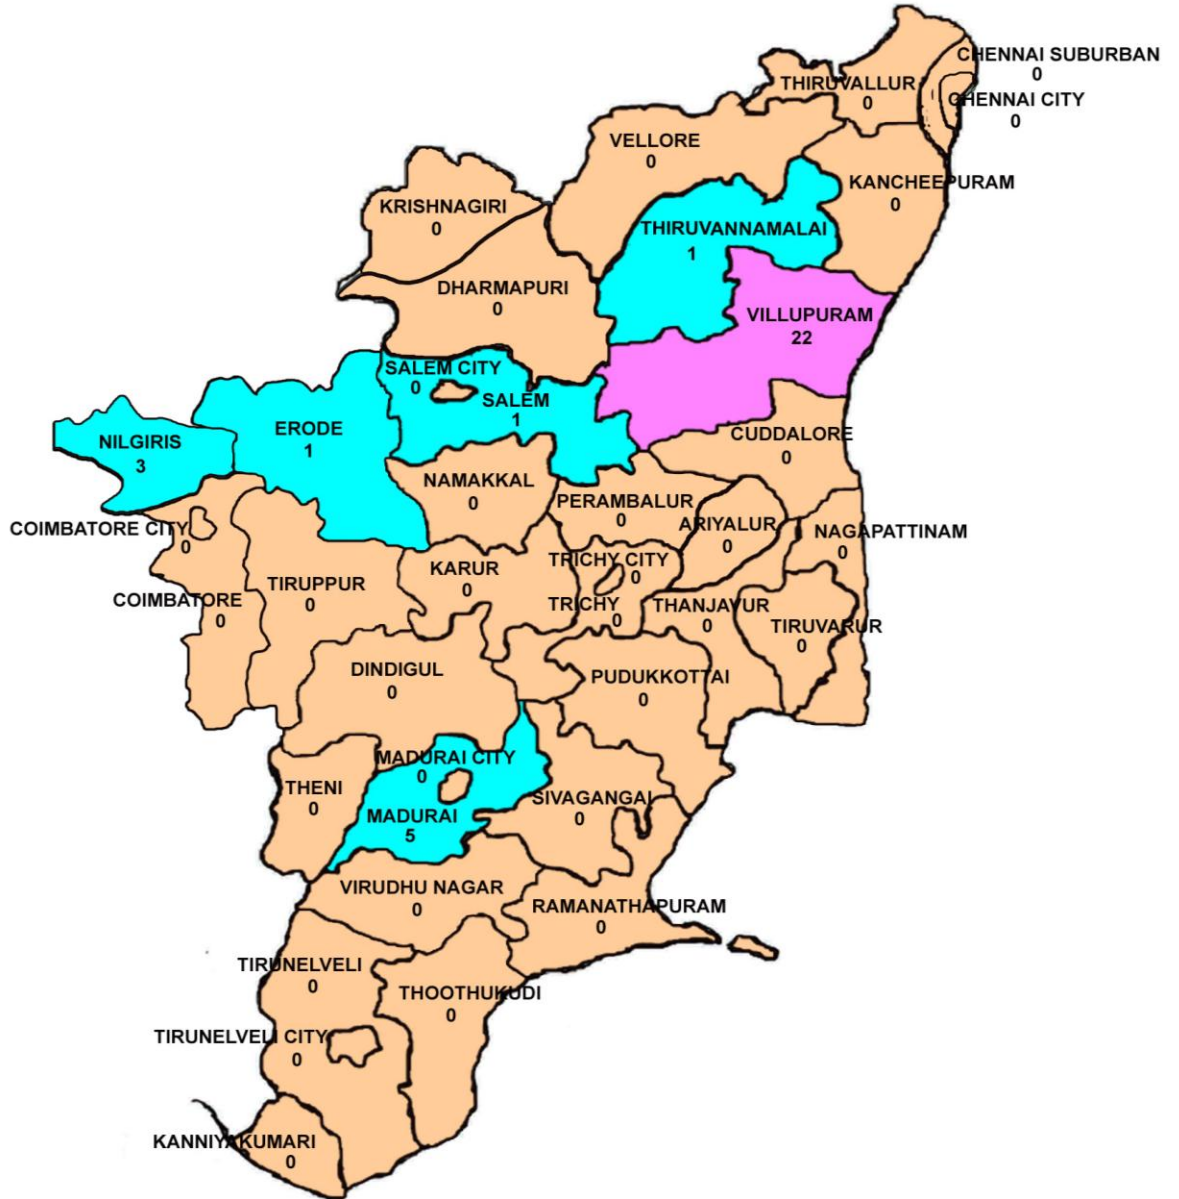 CHENNAI SUBURBAN
0
THIRUVALLUR
0
CHENNAI CITY
0
VELLORE
0
KANCHEEPURAM
0
KRISHNAGIRI
0
THIRUVANNAMALAI
1
DHARMAPURI
0
VILLUPURAM
22
SALEM CITY
0
SALEM
1
ERODE
1
NILGIRIS
3
CUDDALORE
0
NAMAKKAL
0
PERAMBALUR
0
ARIYALUR
0
NAGAPATTINAM
0
COIMBATORE CITY
0
TRICHY CITY
0
KARUR
0
TIRUPPUR
0
COIMBATORE
0
TRICHY
0
THANJAVUR
0
TIRUVARUR
0
DINDIGUL
0
PUDUKKOTTAI
0
MADURAI CITY
0
THENI
0
SIVAGANGAI
0
MADURAI
5
VIRUDHU NAGAR
0
RAMANATHAPURAM
0
TIRUNELVELI
0
THOOTHUKUDI
0
TIRUNELVELI CITY
0
KANNIYAKUMARI
0